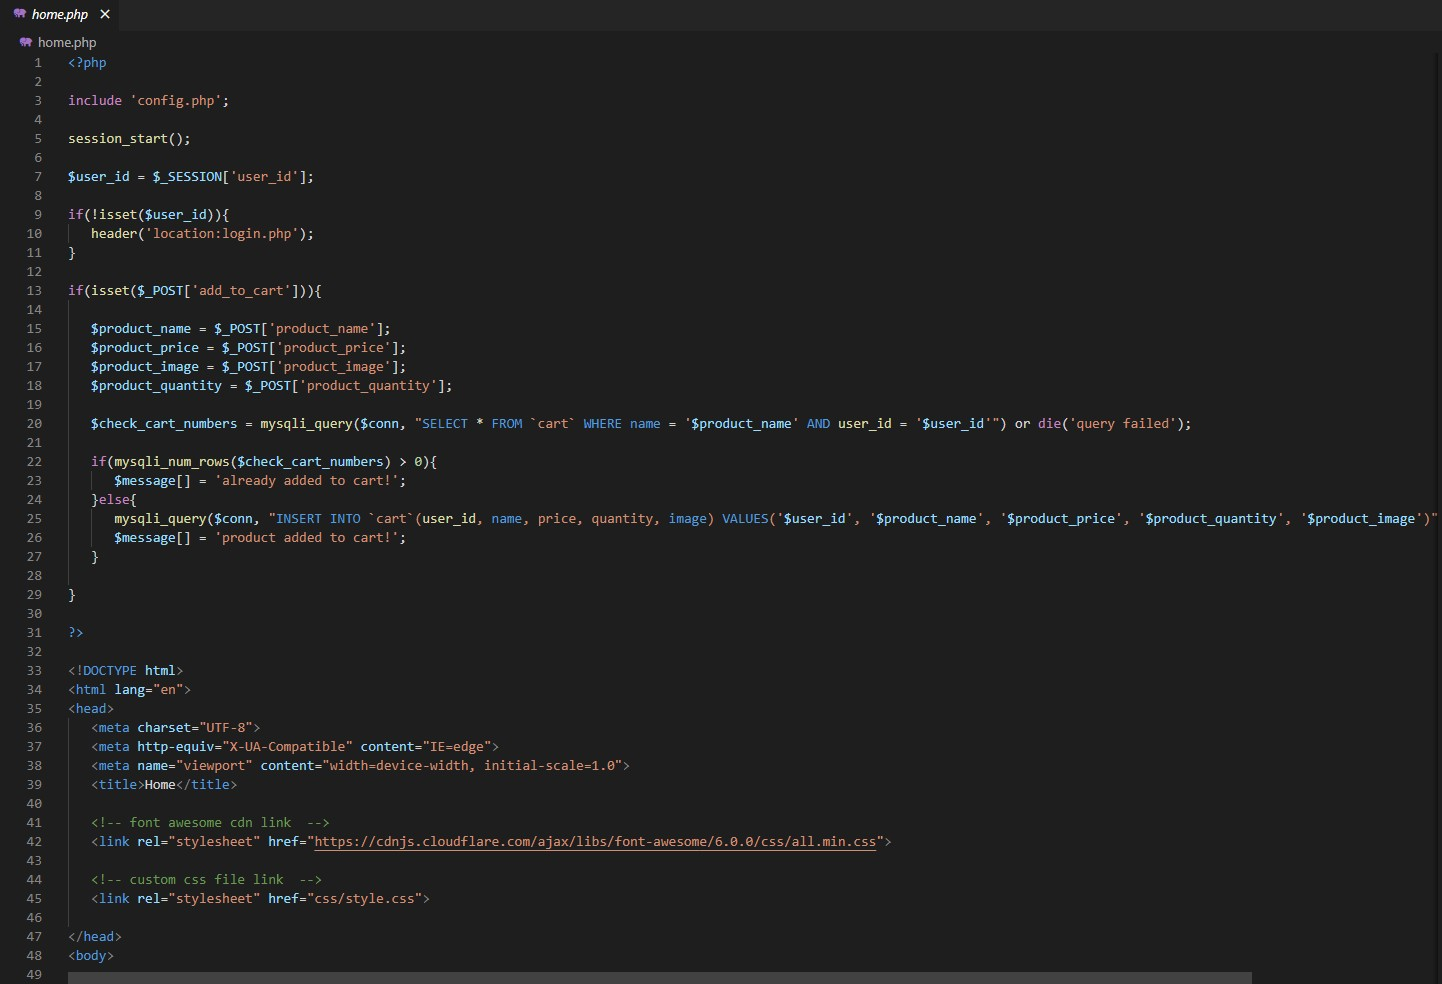 home.php
home.php
1 <?php
2
3 include 'config.php';
4
5 session_start();
6
7 $user_id = $_SESSION['user_id'];
8
9 if(!isset($user_id)){
10 header('location:login.php');
11 }
12
13 if(isset($_POST['add_to_cart'])){
14
15 $product_name = $_POST['product_name'];
16 $product_price = $_POST['product_price'];
17 $product_image = $_POST['product_image'];
18 $product_quantity = $_POST['product_quantity'];
19
20 $check_cart_numbers = mysqli_query($conn, "SELECT * FROM `cart` WHERE name = '$product_name' AND user_id = '$user_id'") or die('query failed');
21
22 if(mysqli_num_rows($check_cart_numbers) > 0){
23 $message[] = 'already added to cart!';
24 }else{
25 mysqli_query($conn, "INSERT INTO `cart`(user_id, name, price, quantity, image) VALUES('$user_id', '$product_name', '$product_price', '$product_quantity', '$product_image')"
26 $message[] = 'product added to cart!';
27 }
28
29 }
30
31 ?>
32
33 <!DOCTYPE html>
34 <html lang="en">
35 <head>
36 <meta charset="UTF-8">
37 <meta http-equiv="X-UA-Compatible" content="IE=edge">
38 <meta name="viewport" content="width=device-width, initial-scale=1.0">
39 <title>Home</title>
40
41 <!-- font awesome cdn link  -->
42 <link rel="stylesheet" href="https://cdnjs.cloudflare.com/ajax/libs/font-awesome/6.0.0/css/all.min.css">
43
44 <!-- custom css file link  -->
45 <link rel="stylesheet" href="css/style.css">
46
47 </head>
48 <body>
49